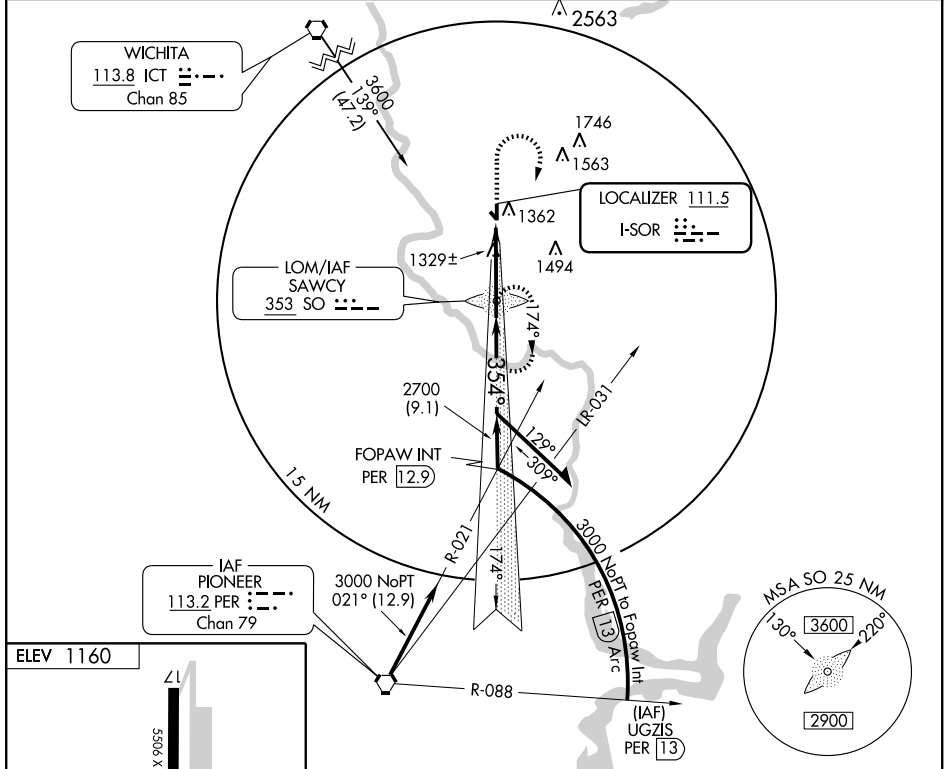 2563
WICHITA
113.8 ICT
Chan 85
3600
139°
(47.2)
1746
1563
LOCALIZER 111.5
I-SOR
1362
1329±
1494
LOM/IAF
SAWCY
353 SO
174°
354°
2700
(9.1)
LR-031
129°
309°
FOPAW INT
PER 12.9
15 NM
R-021
174°
3000 NoPT to Fopaw Int
PER 13 Arc
IAF
PIONEER
113.2 PER
Chan 79
3000 NoPT
021° (12.9)
MSA SO 25 NM
130°
3600
220°
2900
ELEV 1160
R-088
(IAF)
UGZIS
PER 13
17
5506 X